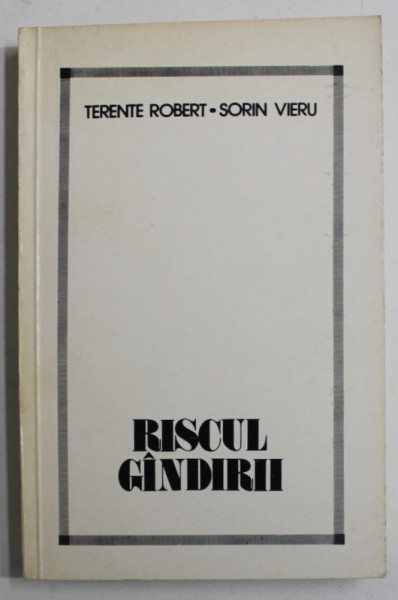 TERENTE ROBERT • SORIN VIERU
RISCUL
GÎNDIRII